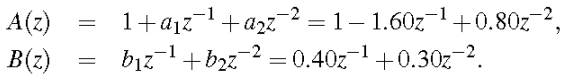 A(z) = 1 + a₁z⁻¹ + a₂z⁻² = 1 − 1.60z⁻¹ + 0.80z⁻²,
B(z) = b₁z⁻¹ + b₂z⁻² = 0.40z⁻¹ + 0.30z⁻².